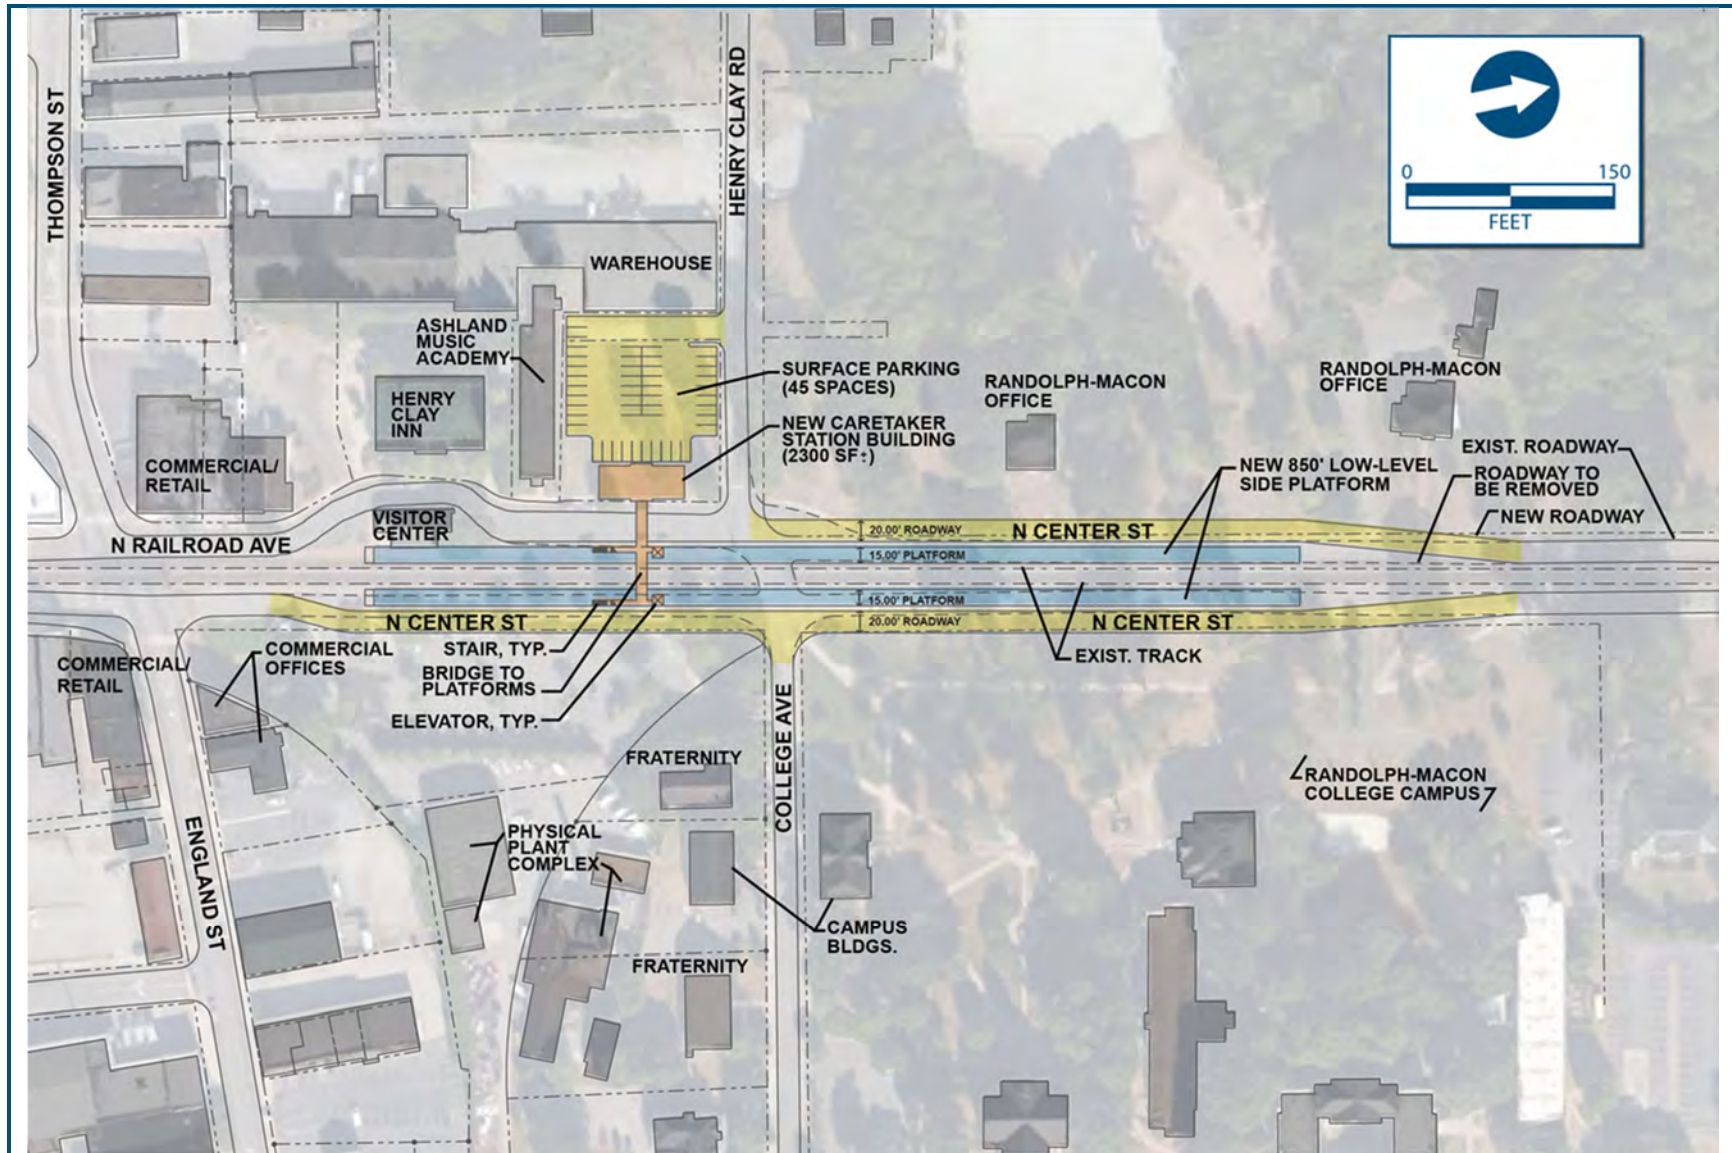 THOMPSON ST
HENRY CLAY RD
0 150
FEET
WAREHOUSE
ASHLAND
MUSIC
ACADEMY
HENRY
CLAY
INN
SURFACE PARKING
(45 SPACES)
NEW CARETAKER
STATION BUILDING
(2300 SF±)
RANDOLPH-MACON
OFFICE
RANDOLPH-MACON
OFFICE
COMMERCIAL/
RETAIL
NEW 850' LOW-LEVEL
SIDE PLATFORM
EXIST. ROADWAY
ROADWAY TO
BE REMOVED
NEW ROADWAY
VISITOR
CENTER
N RAILROAD AVE
20.00' ROADWAY
N CENTER ST
15.00' PLATFORM
15.00' PLATFORM
N CENTER ST
20.00' ROADWAY
N CENTER ST
STAIR, TYP.
BRIDGE TO
PLATFORMS
ELEVATOR, TYP.
EXIST. TRACK
COMMERCIAL
OFFICES
COMMERCIAL/
RETAIL
COLLEGE AVE
FRATERNITY
RANDOLPH-MACON
COLLEGE CAMPUS
ENGLAND ST
PHYSICAL
PLANT
COMPLEX
CAMPUS
BLDGS.
FRATERNITY